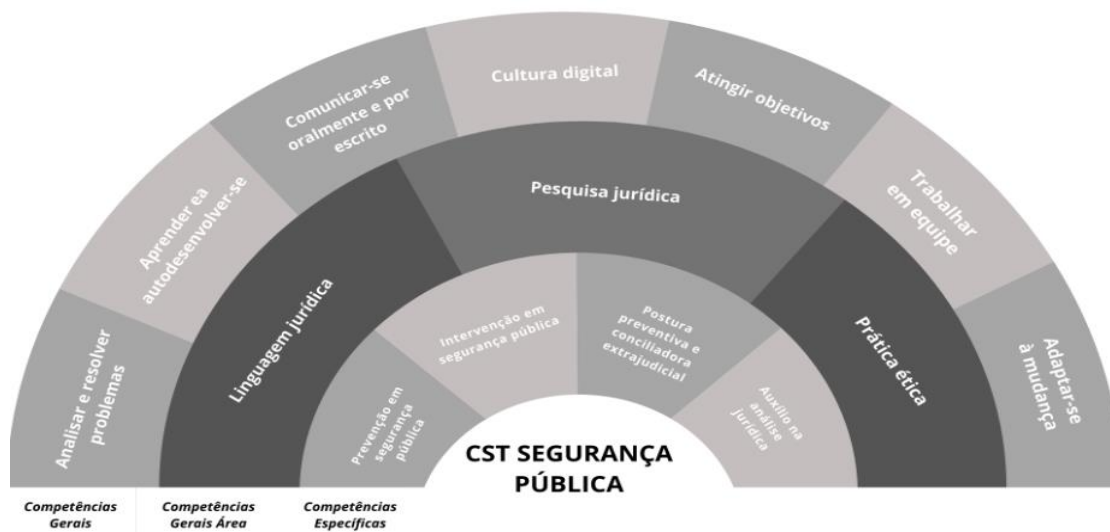 Analisar e resolver
problemas
Aprender ea
autodesenvolver-se
Comunicar-se
oralmente e por
escrito
Cultura digital
Atingir objetivos
Trabalhar
em equipe
Adaptar-se
à mudança
Linguagem jurídica
Pesquisa jurídica
Prática ética
Prevenção em
segurança
pública
Intervenção em
segurança pública
Postura
preventiva e
conciliadora
extrajudicial
Auxílio na
análise
jurídica
CST SEGURANÇA
PÚBLICA
Competências
Gerais
Competências
Gerais Área
Competências
Específicas